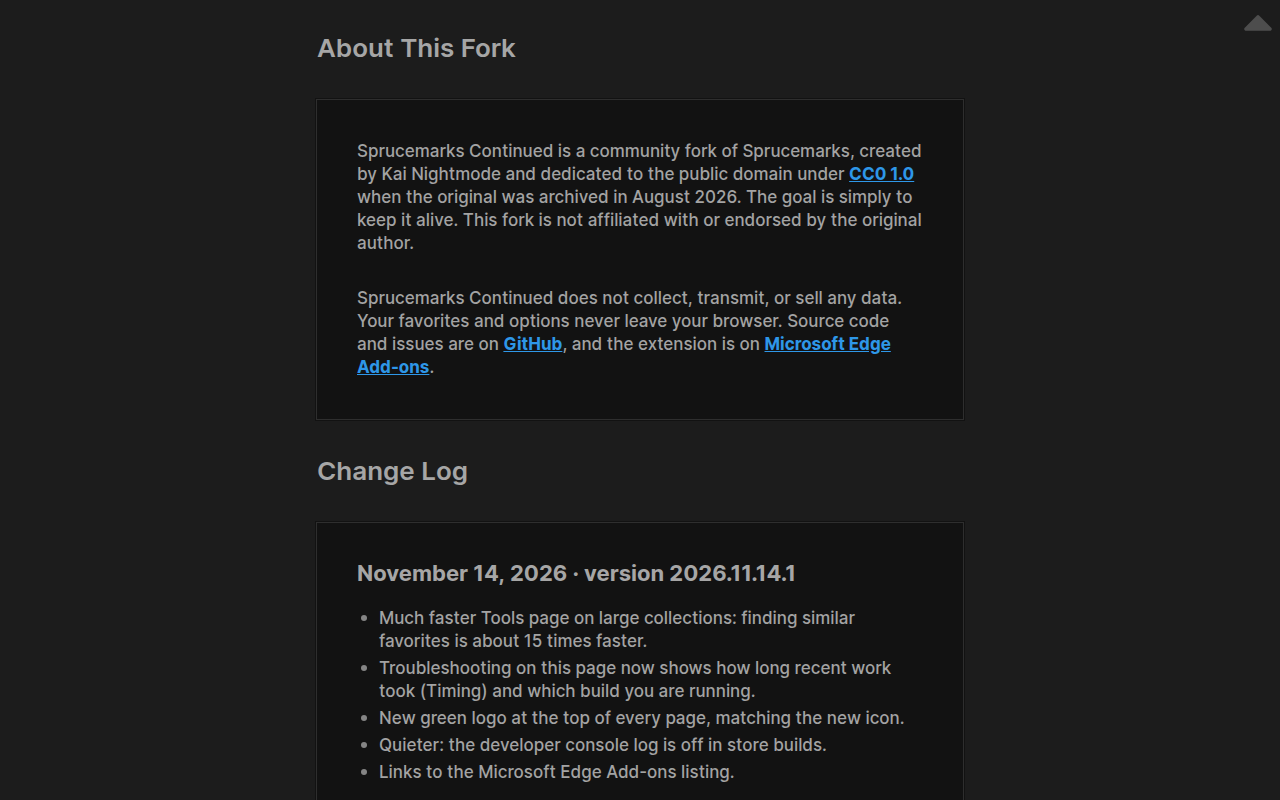 About This Fork
Sprucemarks Continued is a community fork of Sprucemarks, created
by Kai Nightmode and dedicated to the public domain under CC0 1.0
when the original was archived in August 2026. The goal is simply to
keep it alive. This fork is not affiliated with or endorsed by the original
author.
Sprucemarks Continued does not collect, transmit, or sell any data.
Your favorites and options never leave your browser. Source code
and issues are on GitHub, and the extension is on Microsoft Edge
Add-ons.
Change Log
November 14, 2026 · version 2026.11.14.1
• Much faster Tools page on large collections: finding similar
favorites is about 15 times faster.
• Troubleshooting on this page now shows how long recent work
took (Timing) and which build you are running.
• New green logo at the top of every page, matching the new icon.
• Quieter: the developer console log is off in store builds.
• Links to the Microsoft Edge Add-ons listing.